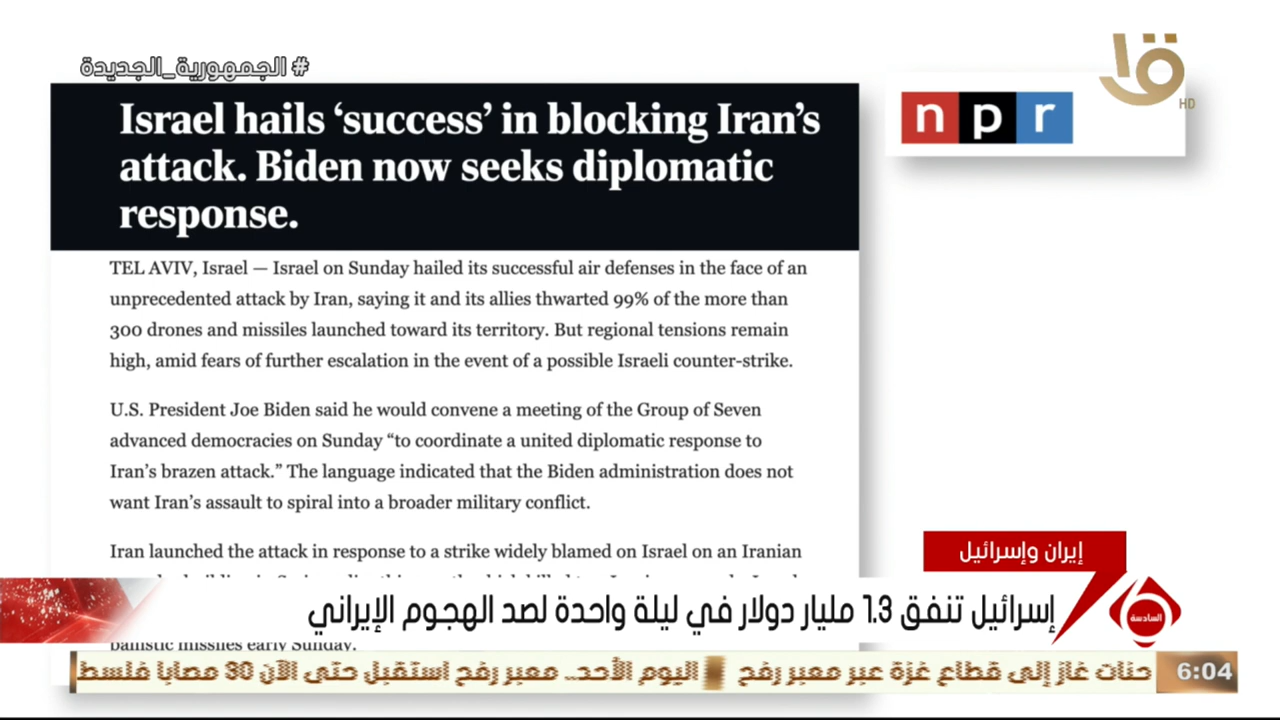 # الجمهورية_الجديدة
HD
npr
Israel hails ‘success’ in blocking Iran’s
attack. Biden now seeks diplomatic
response.
TEL AVIV, Israel — Israel on Sunday hailed its successful air defenses in the face of an
unprecedented attack by Iran, saying it and its allies thwarted 99% of the more than
300 drones and missiles launched toward its territory. But regional tensions remain
high, amid fears of further escalation in the event of a possible Israeli counter-strike.
U.S. President Joe Biden said he would convene a meeting of the Group of Seven
advanced democracies on Sunday “to coordinate a united diplomatic response to
Iran’s brazen attack.” The language indicated that the Biden administration does not
want Iran’s assault to spiral into a broader military conflict.
Iran launched the attack in response to a strike widely blamed on Israel on an Iranian
إيران وإسرائيل
إسرائيل تنفق 1.3 مليار دولار في ليلة واحدة لصد الهجوم الإيراني
السادسة
ballistic missiles early Sunday.
حنات غاز إلى قطاع غزة عبر معبر رفح
اليوم الأحد.. معبر رفح استقبل حتى الآن 30 مصابا فلسط
6:04